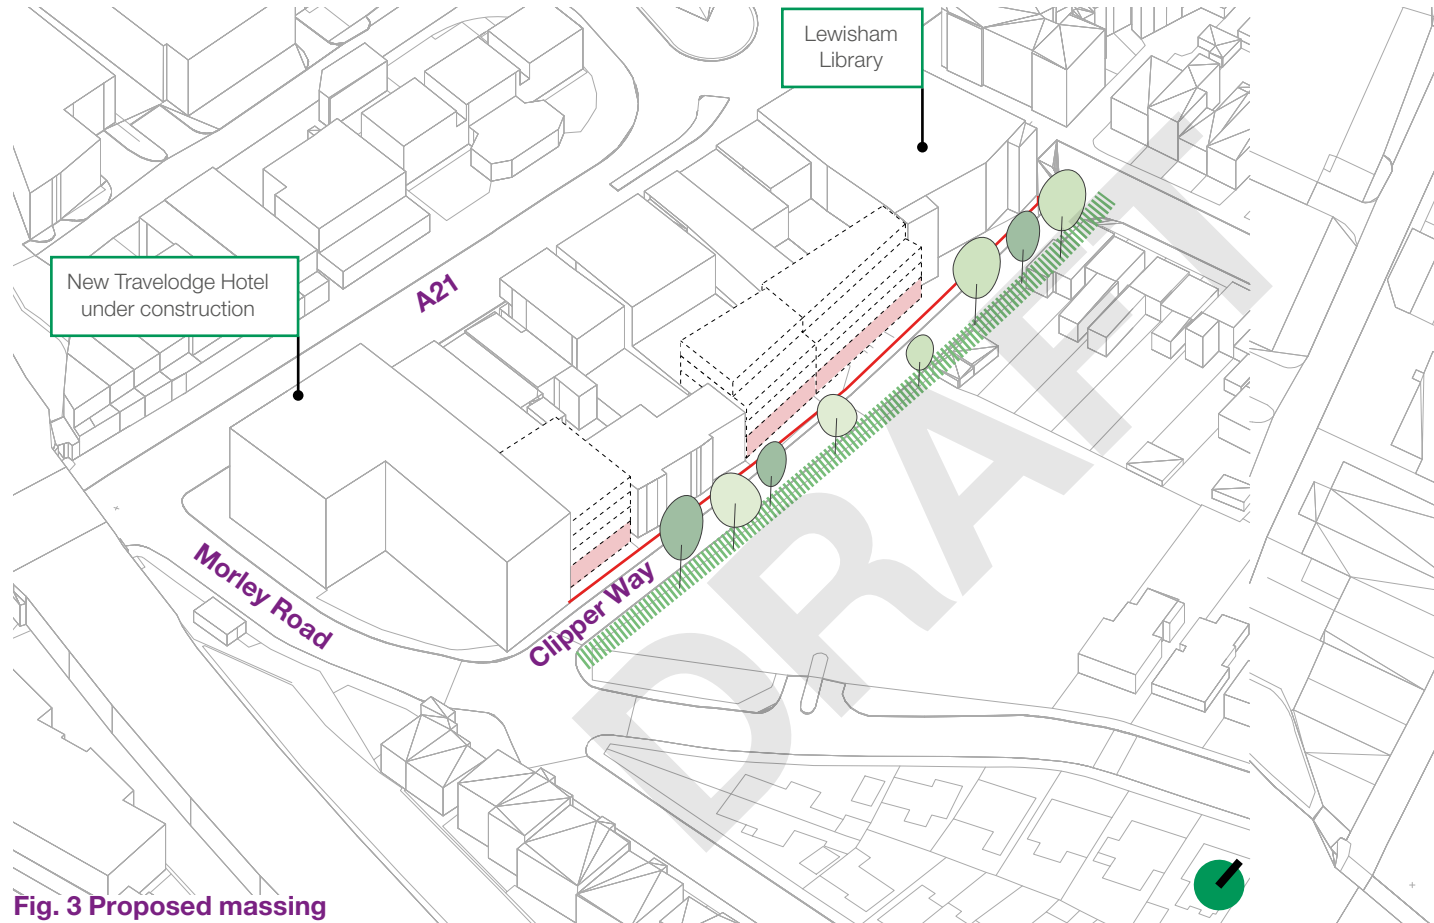 Lewisham
Library
New Travelodge Hotel
under construction
A21
Morley Road
Clipper Way
DRAFT
Fig. 3 Proposed massing